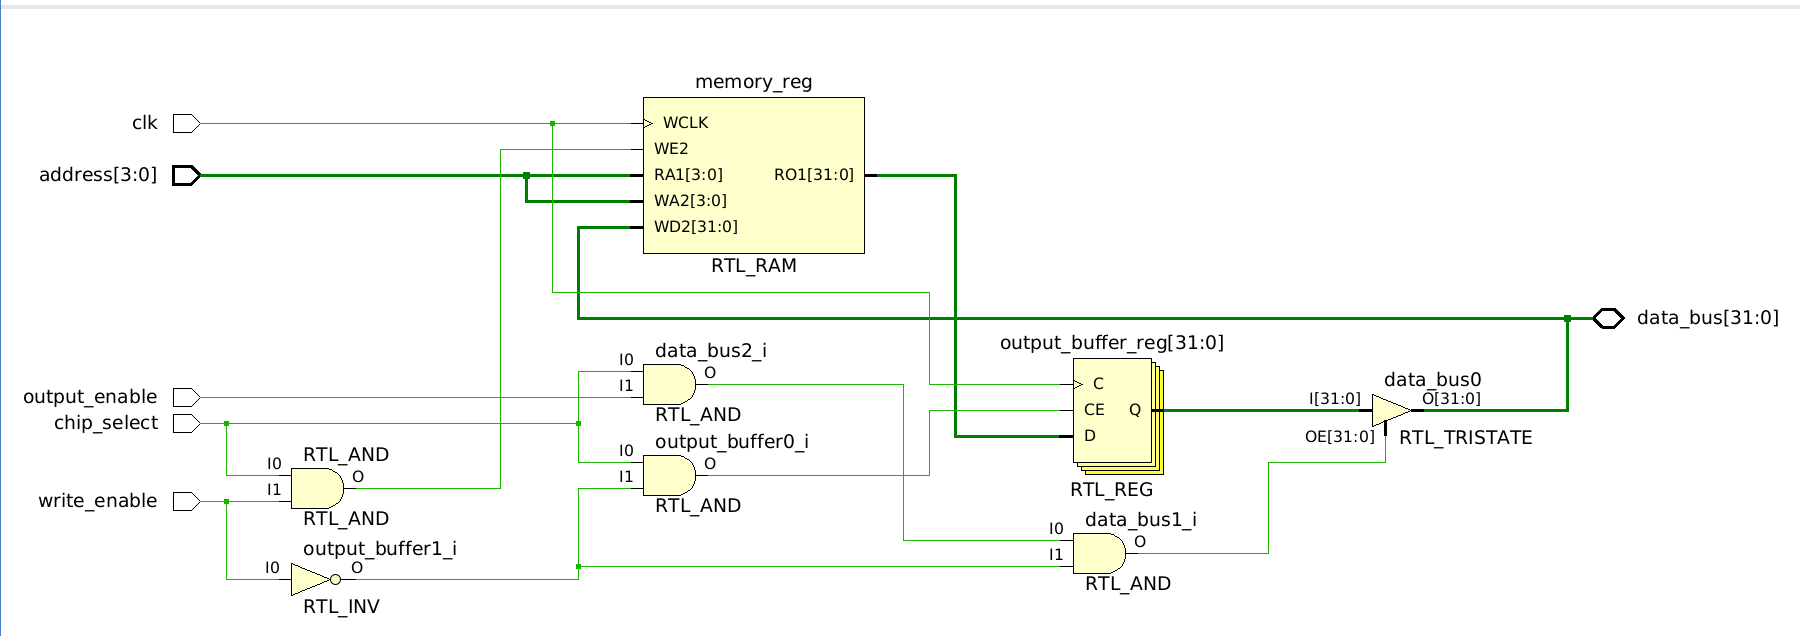 memory_reg
clk
WCLK
WE2
address[3:0]
RA1[3:0]
RO1[31:0]
WA2[3:0]
WD2[31:0]
RTL_RAM
data_bus[31:0]
output_buffer_reg[31:0]
data_bus2_i
I0
O
I1
RTL_AND
output_enable
chip_select
C
CE
Q
D
RTL_REG
data_bus0
I[31:0]
O[31:0]
OE[31:0]
RTL_TRISTATE
output_buffer0_i
I0
O
I1
RTL_AND
RTL_AND
I0
O
I1
RTL_AND
write_enable
data_bus1_i
I0
O
I1
RTL_AND
output_buffer1_i
I0
O
RTL_INV